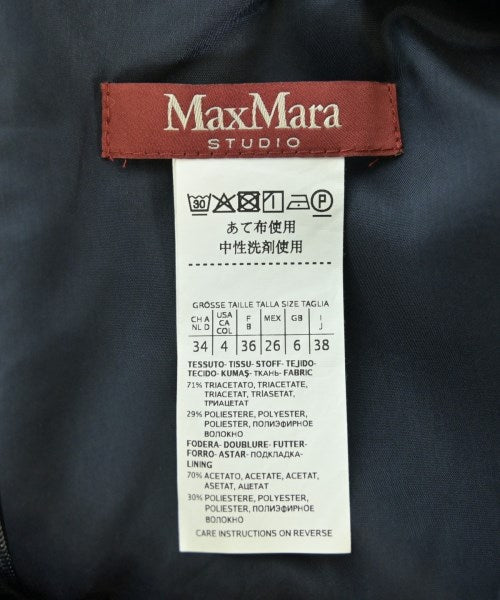 MaxMara
STUDIO
30 P
あて布使用
中性洗剤使用
GRÖSSE TAILLE TALLA SIZE TAGLIA
CH A NL D USA CA COL F B MEX GB I J
34 4 36 26 6 38
TESSUTO- TISSU- STOFF- TEJIDO-
TECIDO- KUMAŞ- ТКАНЬ- FABRIC
71% TRIACETATO, TRIACETATE,
TRIACETAT, TRİASETAT,
ТРИАЦЕТАТ
29% POLIESTERE, POLYESTER,
POLIESTER, ПОЛИЭФИРНОЕ
ВОЛОКНО
FODERA- DOUBLURE- FUTTER-
FORRO- ASTAR- ПОДКЛАДКА-
LINING
70% ACETATO, ACETATE, ACETAT,
ASETAT, АЦЕТАТ
30% POLIESTERE, POLYESTER,
POLIESTER, ПОЛИЭФИРНОЕ
ВОЛОКНО
CARE INSTRUCTIONS ON REVERSE